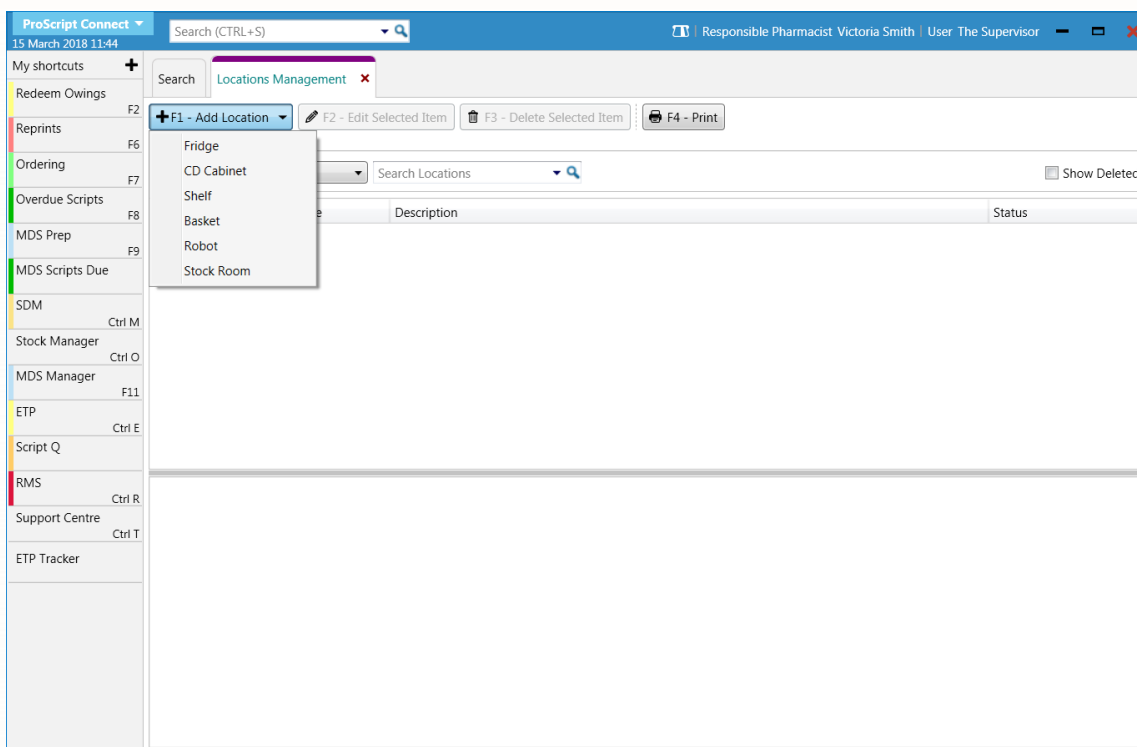 ProScript Connect
15 March 2018 11:44
Search (CTRL+S)
Responsible Pharmacist Victoria Smith | User The Supervisor
My shortcuts
Redeem Owings
F2
Reprints
F6
Ordering
F7
Overdue Scripts
F8
MDS Prep
F9
MDS Scripts Due
SDM
Ctrl M
Stock Manager
Ctrl O
MDS Manager
F11
ETP
Ctrl E
Script Q
RMS
Ctrl R
Support Centre
Ctrl T
ETP Tracker
Search
Locations Management
F1 - Add Location
F2 - Edit Selected Item
F3 - Delete Selected Item
F4 - Print
Fridge
CD Cabinet
Shelf
Basket
Robot
Stock Room
Search Locations
Show Deleted
Description
Status